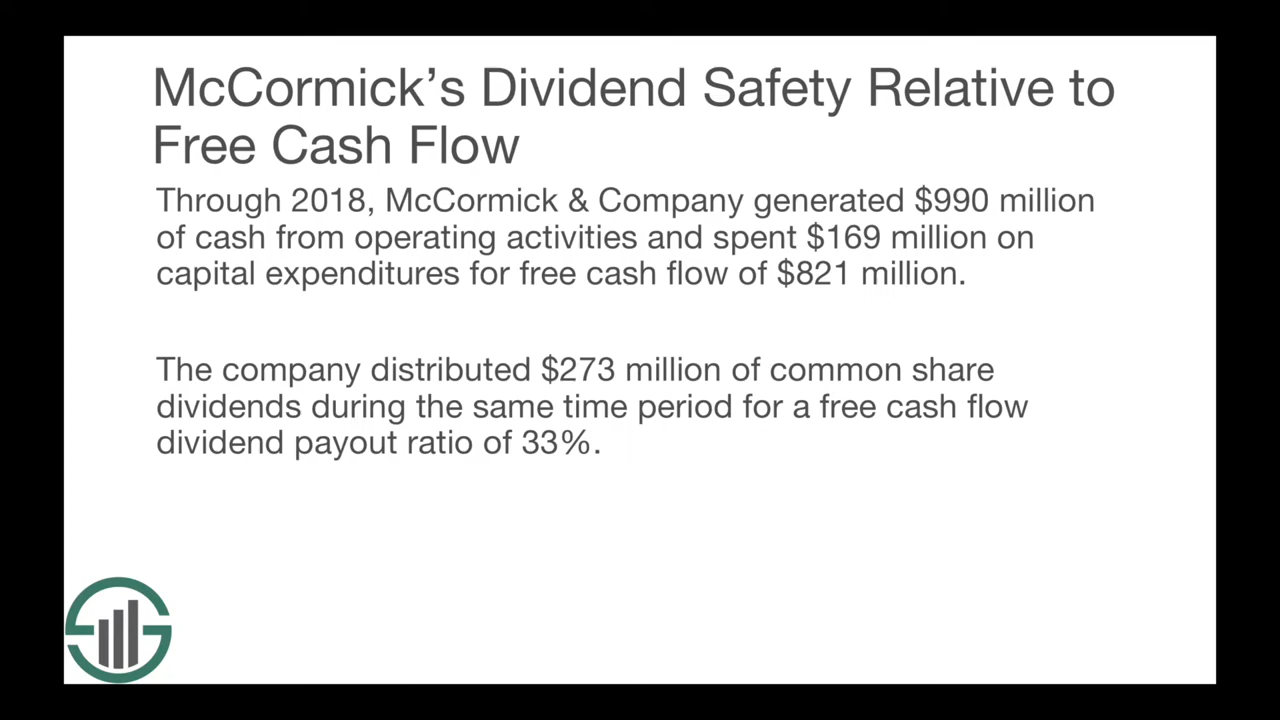 McCormick’s Dividend Safety Relative to
Free Cash Flow
Through 2018, McCormick & Company generated $990 million
of cash from operating activities and spent $169 million on
capital expenditures for free cash flow of $821 million.
The company distributed $273 million of common share
dividends during the same time period for a free cash flow
dividend payout ratio of 33%.